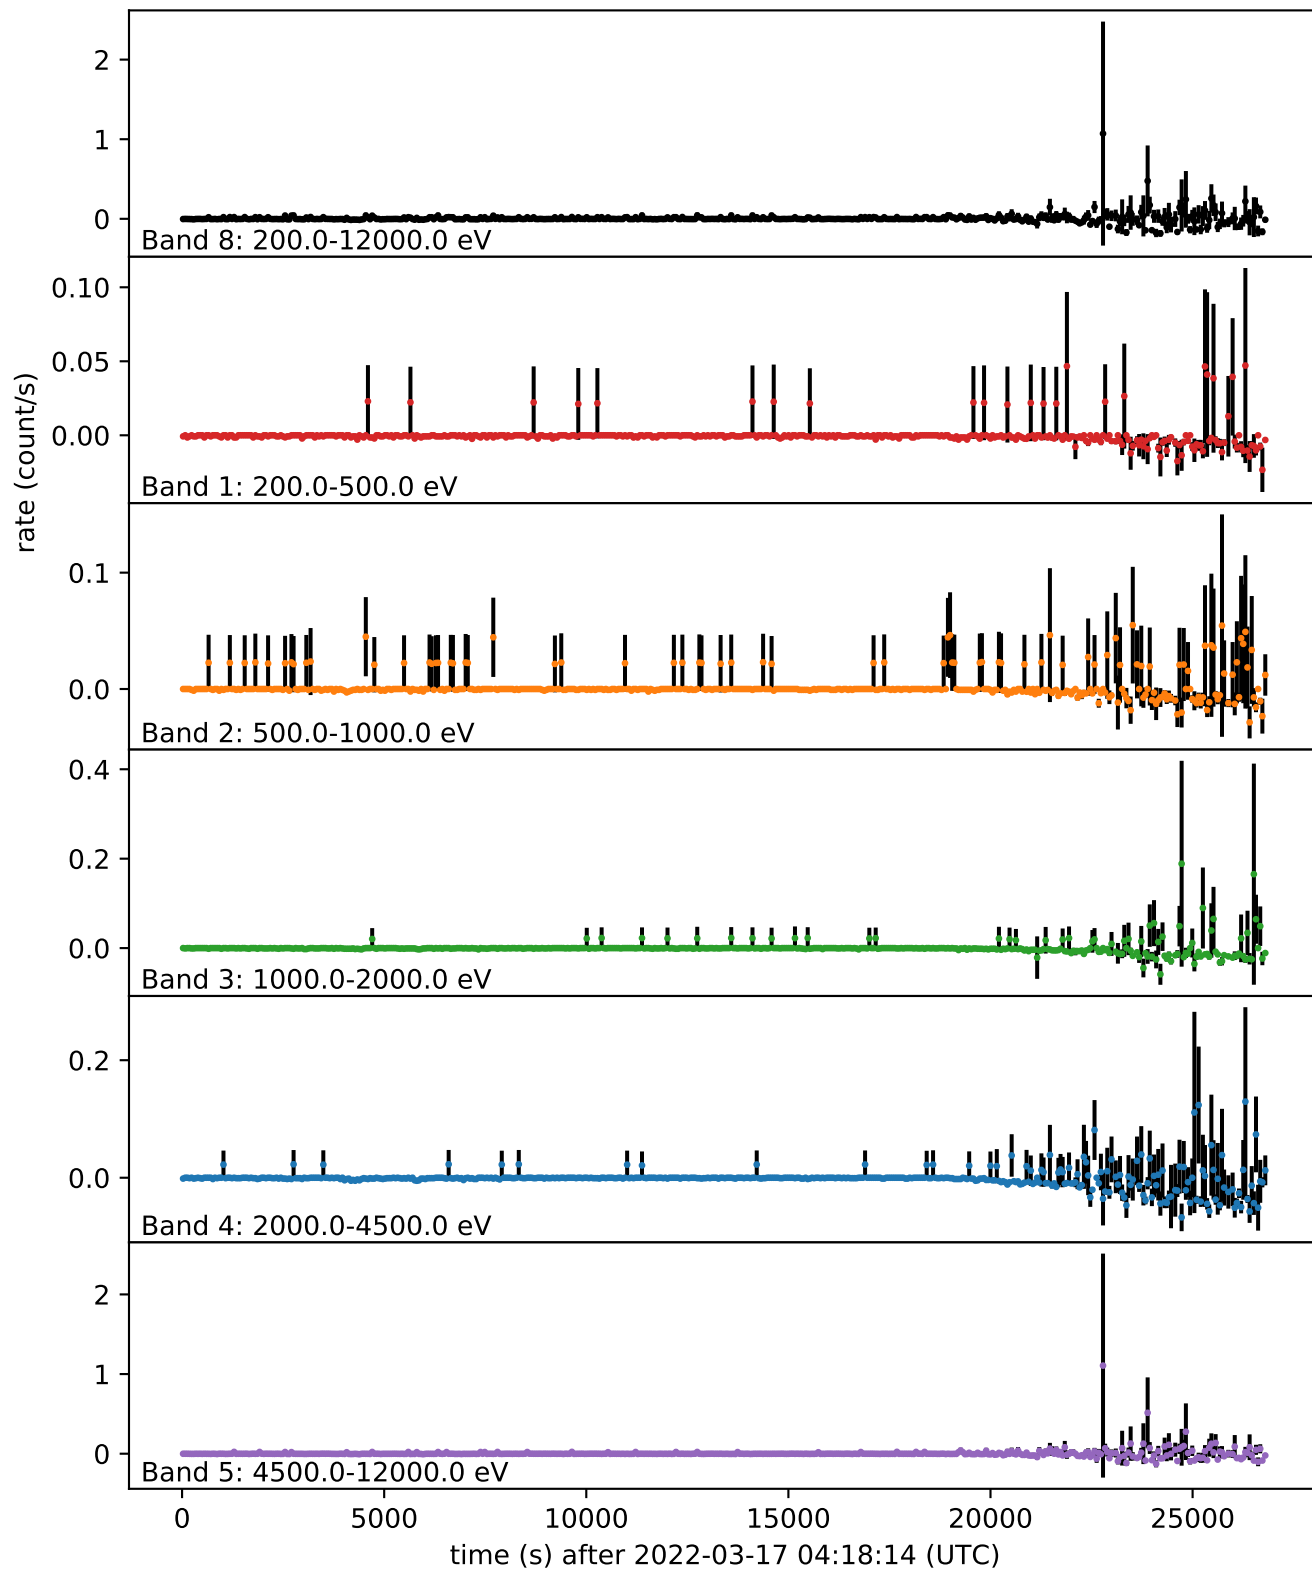 2
1
0
Band 8: 200.0-12000.0 eV
0.10
0.05
0.00
Band 1: 200.0-500.0 eV
rate (count/s)
0.1
0.0
Band 2: 500.0-1000.0 eV
0.4
0.2
0.0
Band 3: 1000.0-2000.0 eV
0.2
0.0
Band 4: 2000.0-4500.0 eV
2
1
0
Band 5: 4500.0-12000.0 eV
0 5000 10000 15000 20000 25000
time (s) after 2022-03-17 04:18:14 (UTC)